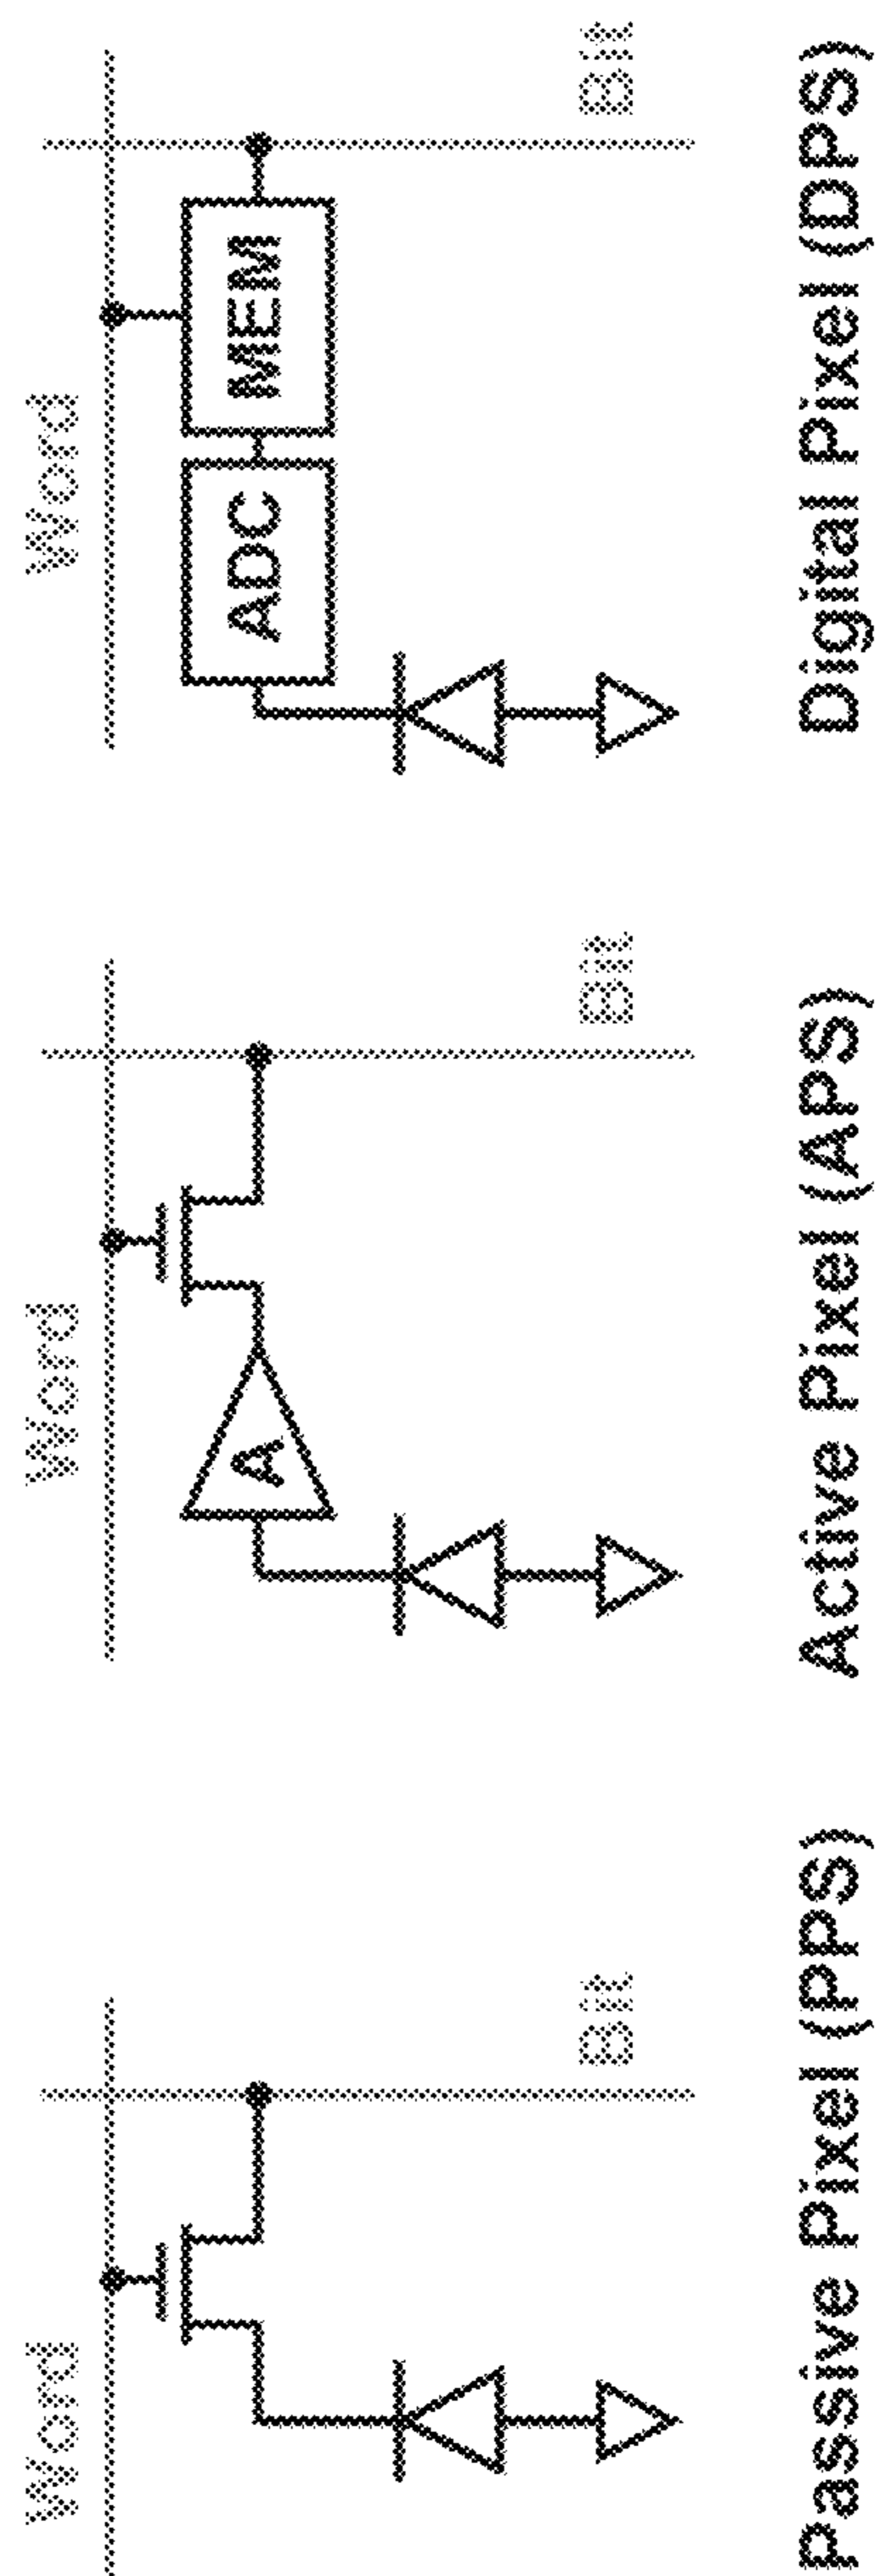 Word
Bit
Passive Pixel (PPS)
Word
A
Bit
Active Pixel (APS)
Word
ADC
MEM
Bit
Digital Pixel (DPS)